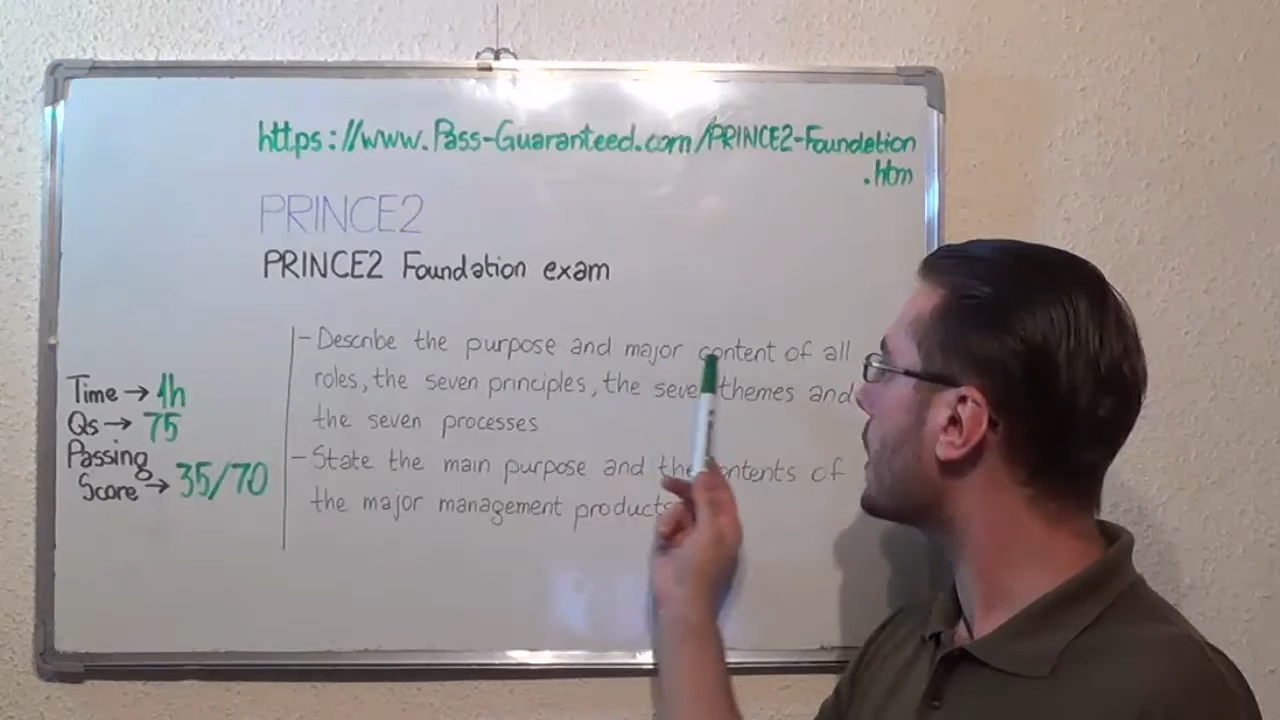 https://www.Pass-Guaranteed.com/PRINCE2-Foundation
.htm
PRINCE2
PRINCE2 Foundation exam
- Describe the purpose and major content of all
roles, the seven principles, the seven themes and
the seven processes
- State the main purpose and the contents of
the major management products
Time → 1h
Qs → 75
Passing
Score → 35/70